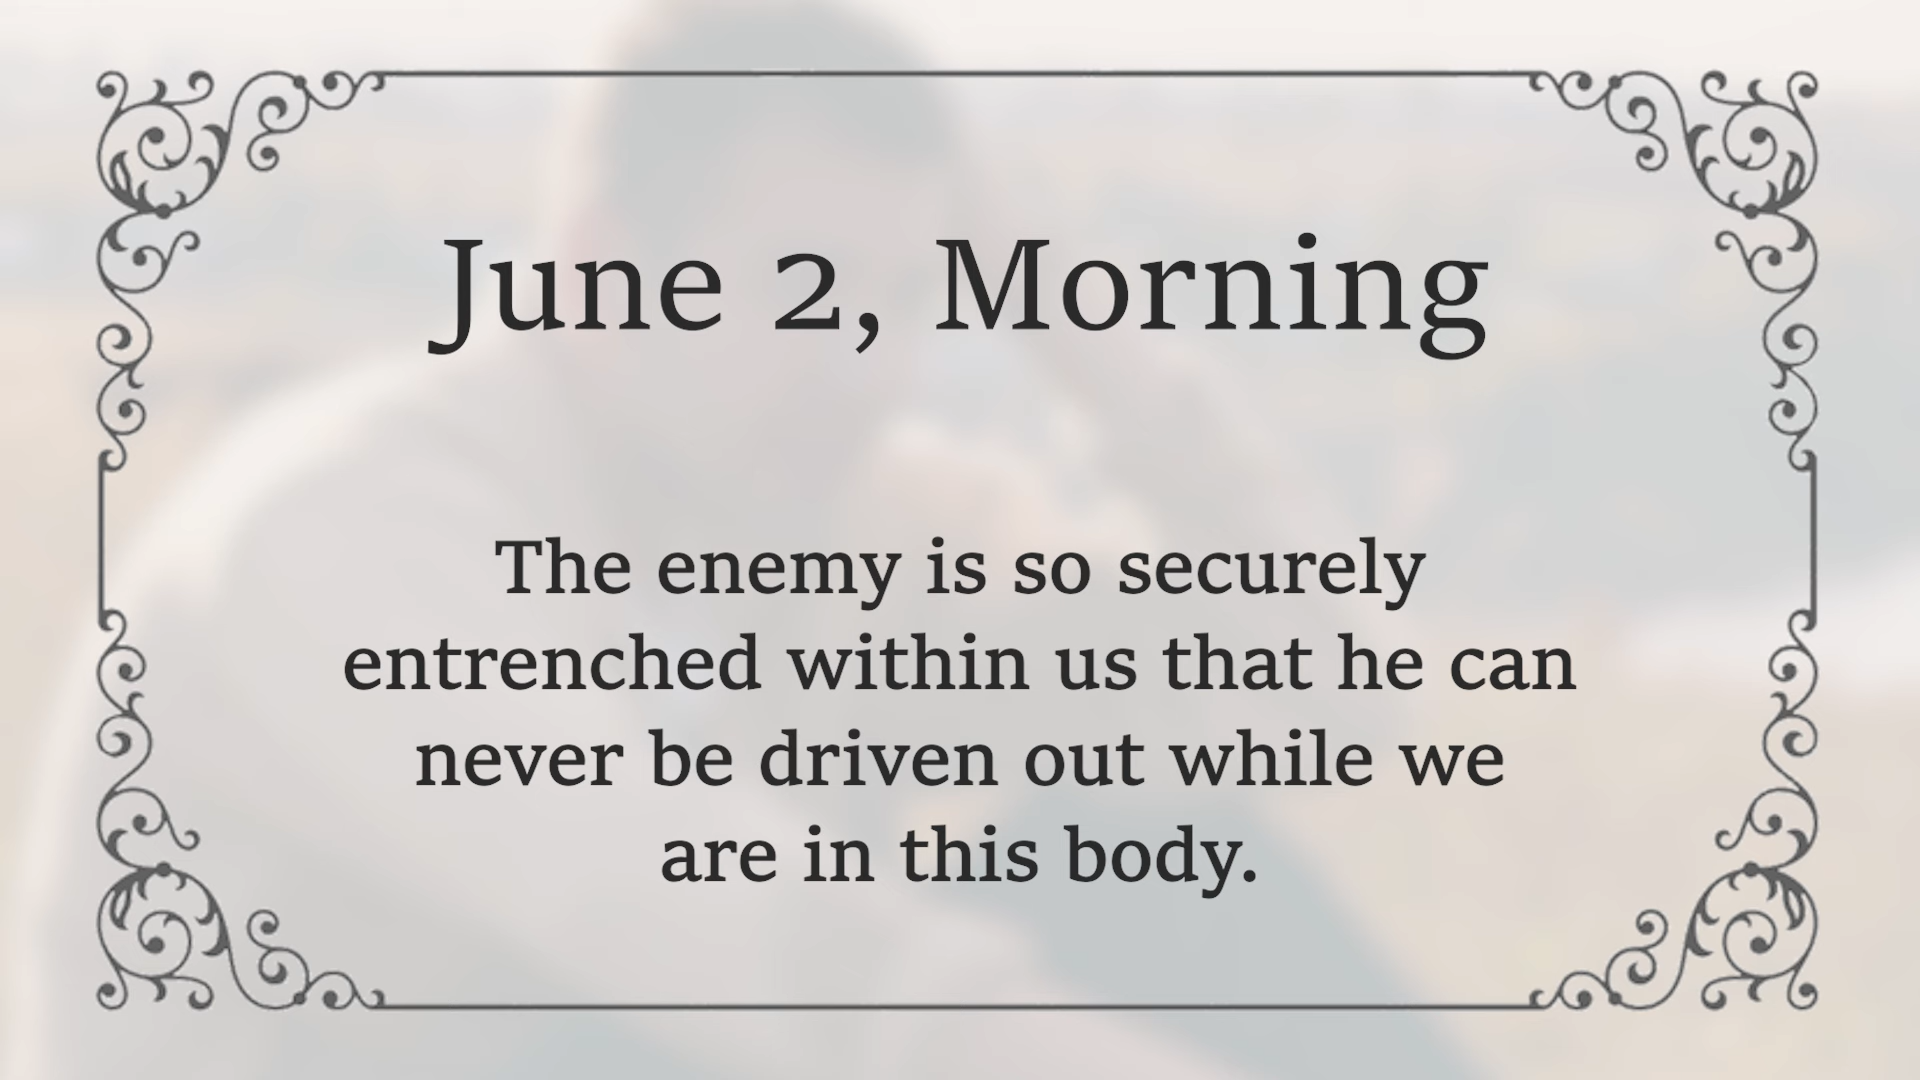 June 2, Morning
The enemy is so securely
entrenched within us that he can
never be driven out while we
are in this body.